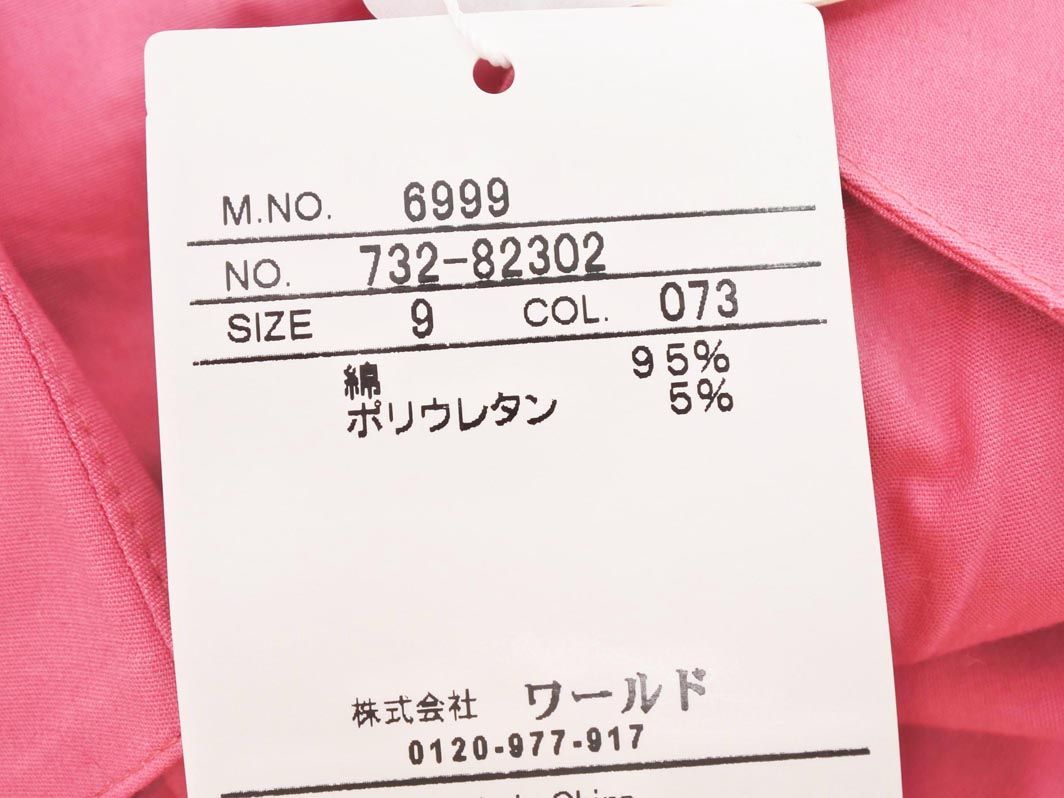 M.NO. 6999
NO. 732-82302
SIZE 9 COL. 073
綿 95%
ポリウレタン 5%
株式会社 ワールド
0120-977-917